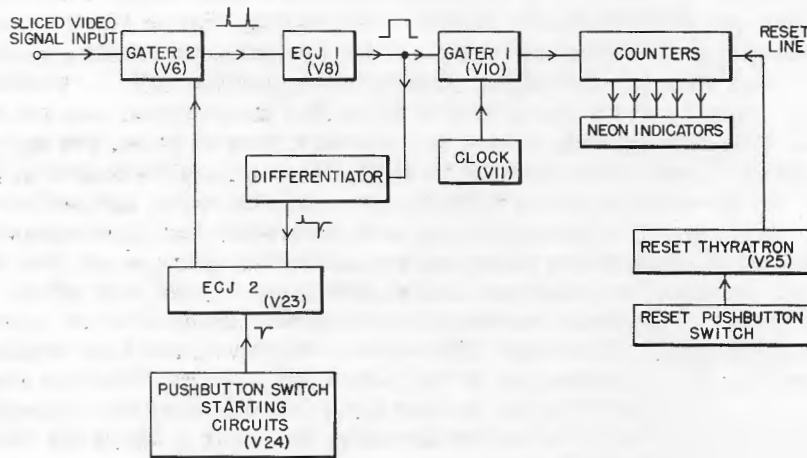 SLICED VIDEO
SIGNAL INPUT
GATER 2
(V6)
ECJ 1
(V8)
GATER 1
(V10)
COUNTERS
RESET
LINE
NEON INDICATORS
CLOCK
(V11)
DIFFERENTIATOR
ECJ 2
(V23)
RESET THYRATRON
(V25)
RESET PUSHBUTTON
SWITCH
PUSHBUTTON SWITCH
STARTING
CIRCUITS
(V24)